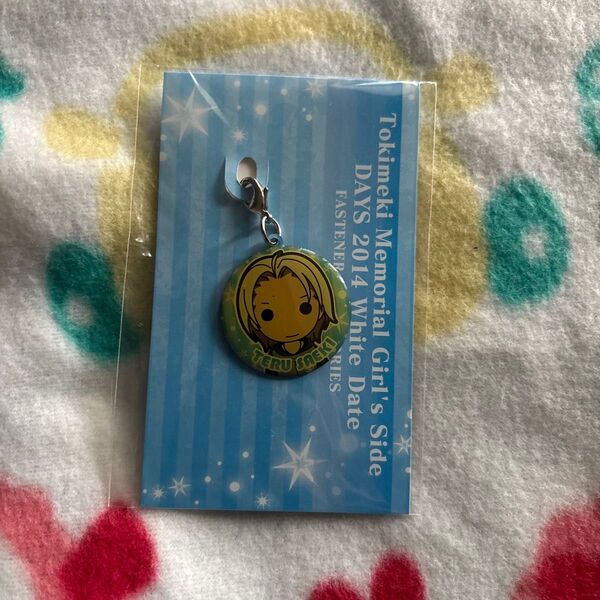 Tokimeki Memorial Girl's Side
DAYS 2014 White Date
FASTENER
TERU SAEKI